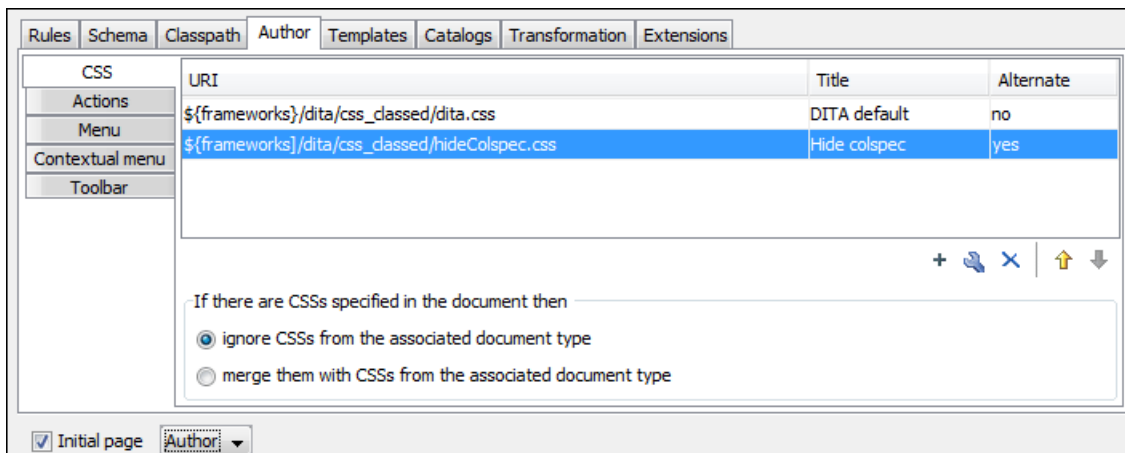 Rules Schema Classpath Author Templates Catalogs Transformation Extensions
CSS
Actions
Menu
Contextual menu
Toolbar
URI Title Alternate
${frameworks}/dita/css_classed/dita.css DITA default no
${frameworks]/dita/css_classed/hideColspec.css Hide colspec yes
If there are CSSs specified in the document then
ignore CSSs from the associated document type
merge them with CSSs from the associated document type
Initial page Author